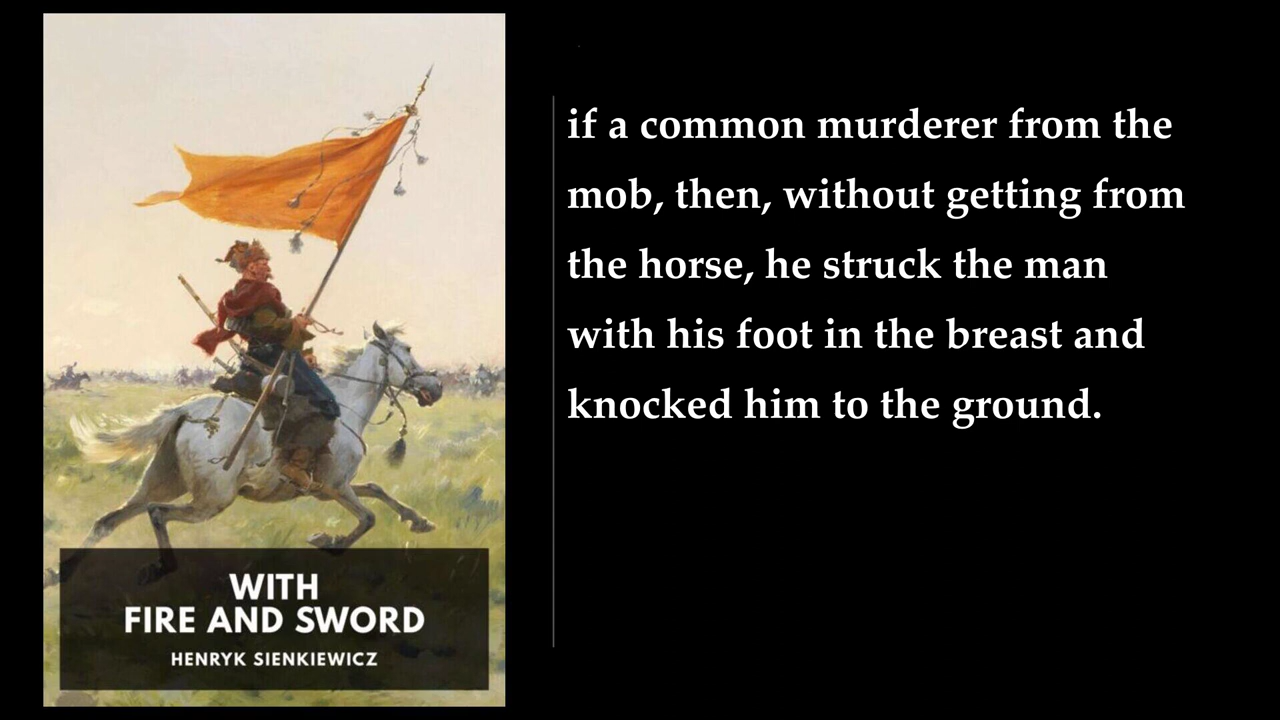 WITH
FIRE AND SWORD
HENRYK SIENKIEWICZ
if a common murderer from the
mob, then, without getting from
the horse, he struck the man
with his foot in the breast and
knocked him to the ground.